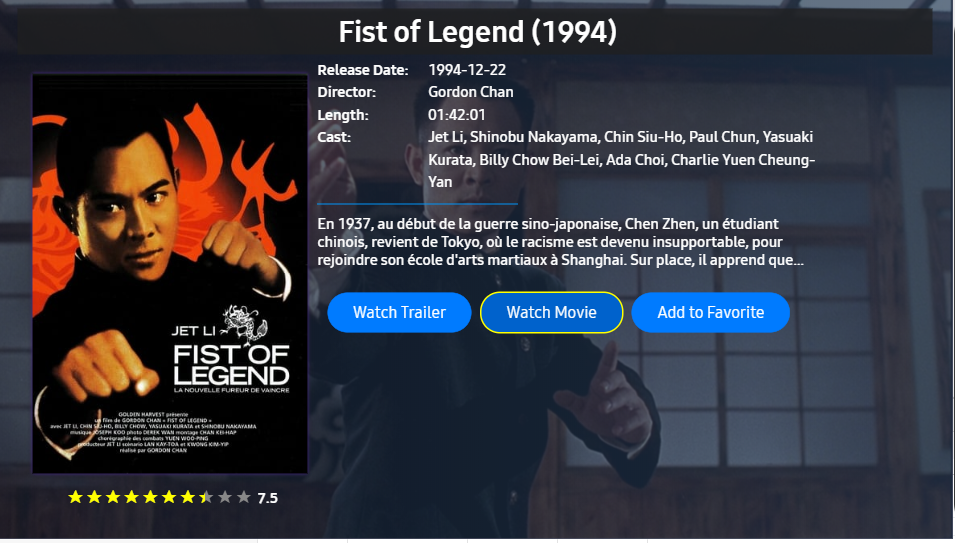 Fist of Legend (1994)
Release Date: 1994-12-22
Director: Gordon Chan
Length: 01:42:01
Cast: Jet Li, Shinobu Nakayama, Chin Siu-Ho, Paul Chun, Yasuaki
Kurata, Billy Chow Bei-Lei, Ada Choi, Charlie Yuen Cheung-
Yan
En 1937, au début de la guerre sino-japonaise, Chen Zhen, un étudiant
chinois, revient de Tokyo, où le racisme est devenu insupportable, pour
rejoindre son école d'arts martiaux à Shanghai. Sur place, il apprend que...
Watch Trailer Watch Movie Add to Favorite
JET LI
FIST OF
LEGEND
LA NOUVELLE FUREUR DE VAINCRE
GOLDEN HARVEST présente
un film de GORDON CHAN « FIST OF LEGEND »
avec JET LI, CHIN SIU-HO, BILLY CHOW, YASUAKI KURATA et SHINOBU NAKAYAMA
musique JOSEPH KOO photo DEREK WAN montage CHAN KEI-HAP
chorégraphie des combats YUEN WOO-PING
producteur JET LI scénario LAN KAY-TOA et KWONG KIM-YIP
réalisé par GORDON CHAN
7.5